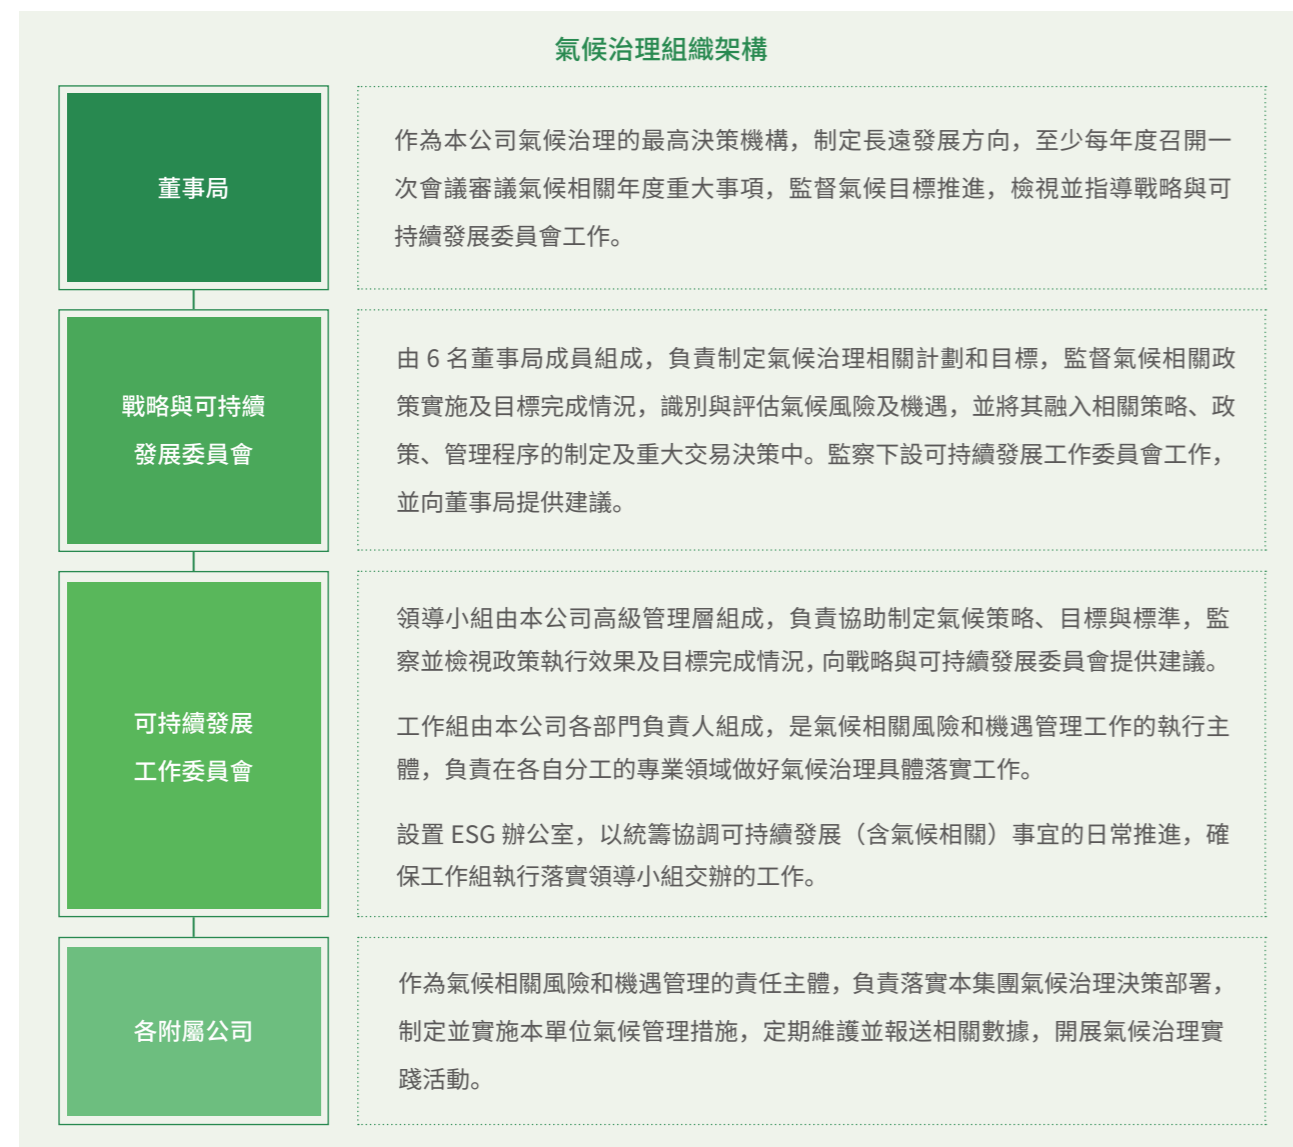 氣候治理組織架構
董事局
作為本公司氣候治理的最高決策機構，制定長遠發展方向，至少每年度召開一
次會議審議氣候相關年度重大事項，監督氣候目標推進，檢視並指導戰略與可
持續發展委員會工作。
戰略與可持續
發展委員會
由 6 名董事局成員組成，負責制定氣候治理相關計劃和目標，監督氣候相關政
策實施及目標完成情況，識別與評估氣候風險及機遇，並將其融入相關策略、政
策、管理程序的制定及重大交易決策中。監察下設可持續發展工作委員會工作，
並向董事局提供建議。
可持續發展
工作委員會
領導小組由本公司高級管理層組成，負責協助制定氣候策略、目標與標準，監
察並檢視政策執行效果及目標完成情況，向戰略與可持續發展委員會提供建議。
工作組由本公司各部門負責人組成，是氣候相關風險和機遇管理工作的執行主
體，負責在各自分工的專業領域做好氣候治理具體落實工作。
設置 ESG 辦公室，以統籌協調可持續發展（含氣候相關）事宜的日常推進，確
保工作組執行落實領導小組交辦的工作。
各附屬公司
作為氣候相關風險和機遇管理的責任主體，負責落實本集團氣候治理決策部署，
制定並實施本單位氣候管理措施，定期維護並報送相關數據，開展氣候治理實
踐活動。